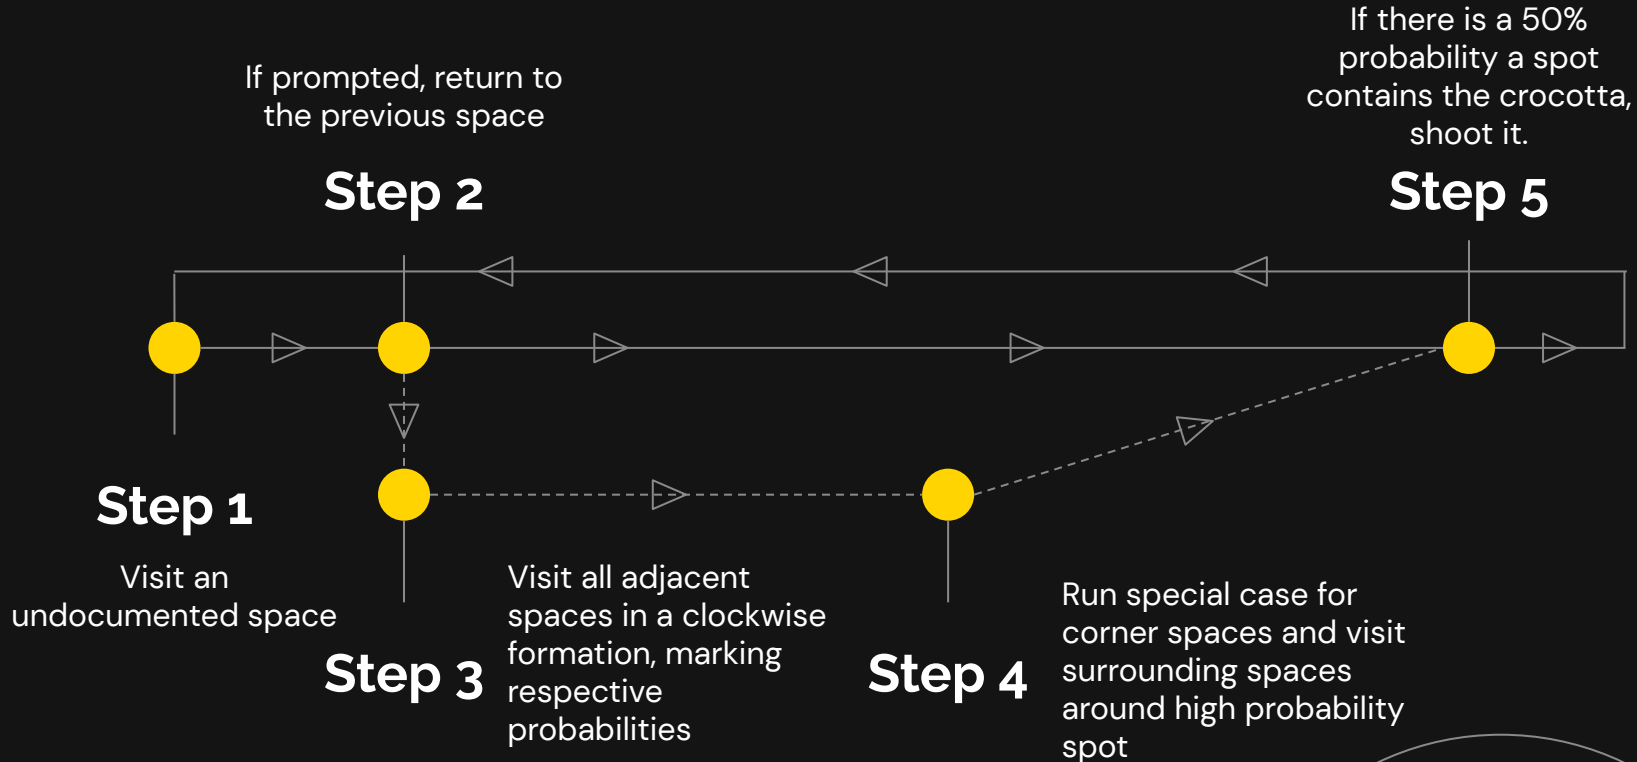 If prompted, return to
the previous space
Step 2
If there is a 50%
probability a spot
contains the crocotta,
shoot it.
Step 5
Step 1
Visit an
undocumented space
Step 3
Visit all adjacent
spaces in a clockwise
formation, marking
respective
probabilities
Step 4
Run special case for
corner spaces and visit
surrounding spaces
around high probability
spot